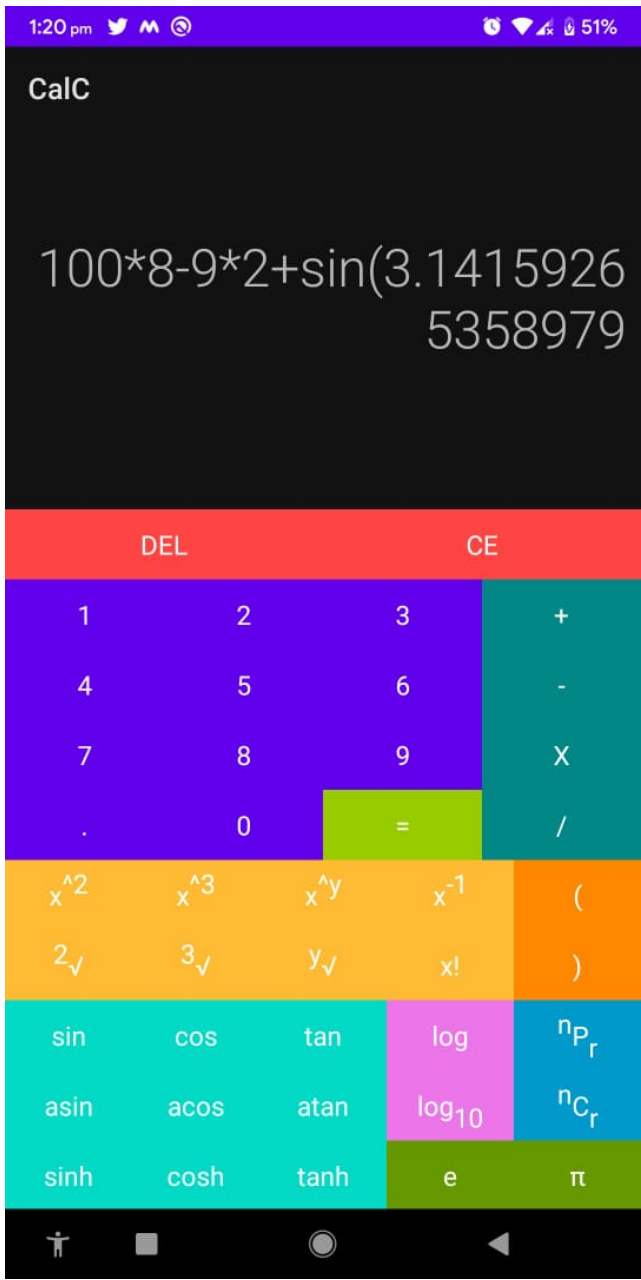 1:20 pm 51%
CalC
100*8-9*2+sin(3.1415926
5358979
DEL CE
1 2 3 +
4 5 6 -
7 8 9 X
. 0 = /
x^2 x^3 x^y x-1 (
2√ 3√ y√ x! )
sin cos tan log nPr
asin acos atan log10 nCr
sinh cosh tanh e π